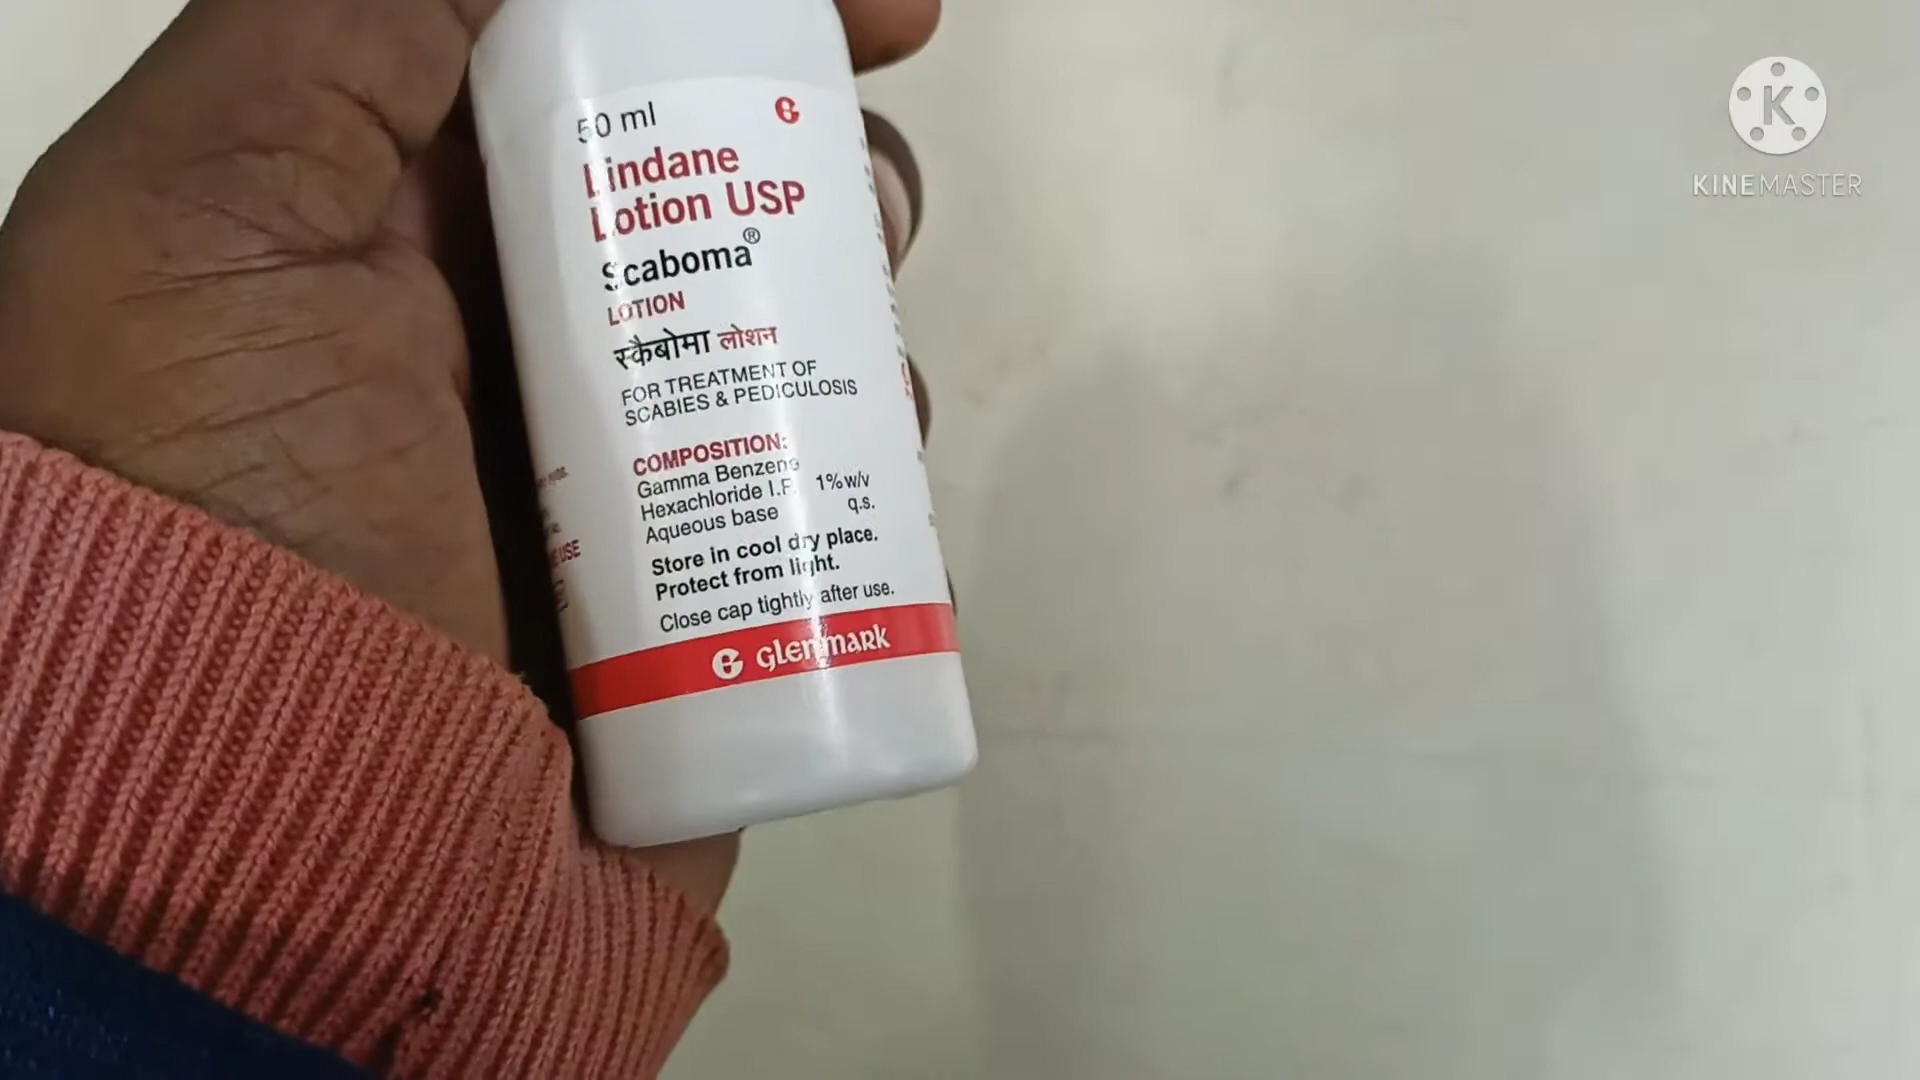 50 ml
Lindane
Lotion USP
Scaboma®
LOTION
स्कैबोमा लोशन
FOR TREATMENT OF
SCABIES & PEDICULOSIS
COMPOSITION:
Gamma Benzene
Hexachloride I.P. 1% w/v
Aqueous base q.s.
Store in cool dry place.
Protect from light.
Close cap tightly after use.
glenmark
USE
KINEMASTER